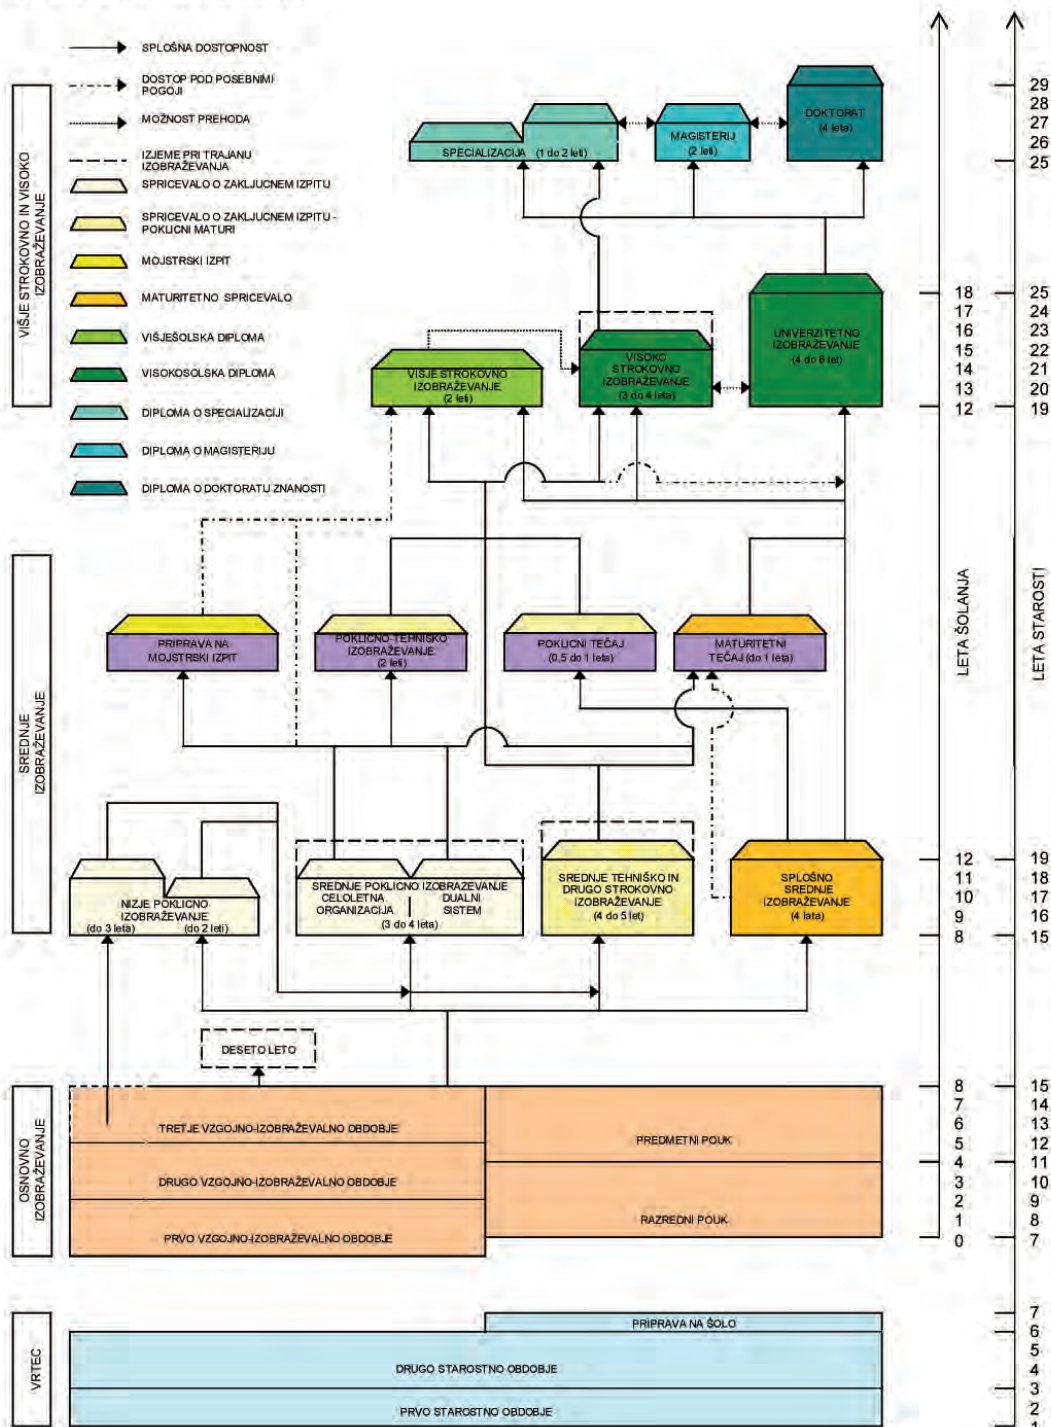 SPLOŠNA DOSTOPNOST
DOSTOP POD POSEBNIMI
POGOJI
MOŽNOST PREHODA
IZJEME PRI TRAJANU
IZOBRAŽEVANJA
SPRICEVALO O ZAKLJUCNEM IZPITU
SPRICEVALO O ZAKLJUCNEM IZPITU -
POKLICNI MATURI
MOJSTRSKI IZPIT
MATURITETNO SPRICEVALO
VIŠJEŠOLSKA DIPLOMA
VISOKOSOLSKA DIPLOMA
DIPLOMA O SPECIALIZACIJI
DIPLOMA O MAGISTERIJU
DIPLOMA O DOKTORATU ZNANOSTI
VIŠJE STROKOVNO IN VISOKO
IZOBRAŽEVANJE
SPECIALIZACIJA (1 do 2 leti)
MAGISTERIJ
(2 leti)
DOKTORAT
(4 leta)
VIŠJE STROKOVNO
IZOBRAŽEVANJE
(2 leti)
VISOKO
STROKOVNO
IZOBRAŽEVANJE
(3 do 4 leta)
UNIVERZITETNO
IZOBRAŽEVANJE
(4 do 6 let)
SREDNJE
IZOBRAŽEVANJE
PRIPRAVA NA
MOJSTRSKI IZPIT
POKLICNO-TEHNISKO
IZOBRAŽEVANJE
(2 leti)
POKLICNI TEČAJ
(0,5 do 1 leta)
MATURITETNI
TEČAJ (do 1 leta)
NIZJE POKLICNO
IZOBRAŽEVANJE
(do 3 leta) (do 2 leti)
SREDNJE POKLICNO IZOBRAŽEVANJE
CELOLETNA
ORGANIZACIJA
DUALNI
SISTEM
(3 do 4 leta)
SREDNJE TEHNIŠKO IN
DRUGO STROKOVNO
IZOBRAŽEVANJE
(4 do 5 let)
SPLOŠNO
SREDNJE
IZOBRAŽEVANJE
(4 lata)
DESETO LETO
OSNOVNO
IZOBRAŽEVANJE
TRETJE VZGOJNO-IZOBRAŽEVALNO OBDOBJE
DRUGO VZGOJNO-IZOBRAŽEVALNO OBDOBJE
PRVO VZGOJNO-IZOBRAŽEVALNO OBDOBJE
PREDMETNI POUK
RAZREDNI POUK
VRTEC
PRIPRAVA NA ŠOLO
DRUGO STAROSTNO OBDOBJE
PRVO STAROSTNO OBDOBJE
LETA ŠOLANJA
18
17
16
15
14
13
12
12
11
10
9
8
8
7
6
5
4
3
2
1
0
LETA STAROSTI
29
28
27
26
25
25
24
23
22
21
20
19
19
18
17
16
15
15
14
13
12
11
10
9
8
7
7
6
5
4
3
2